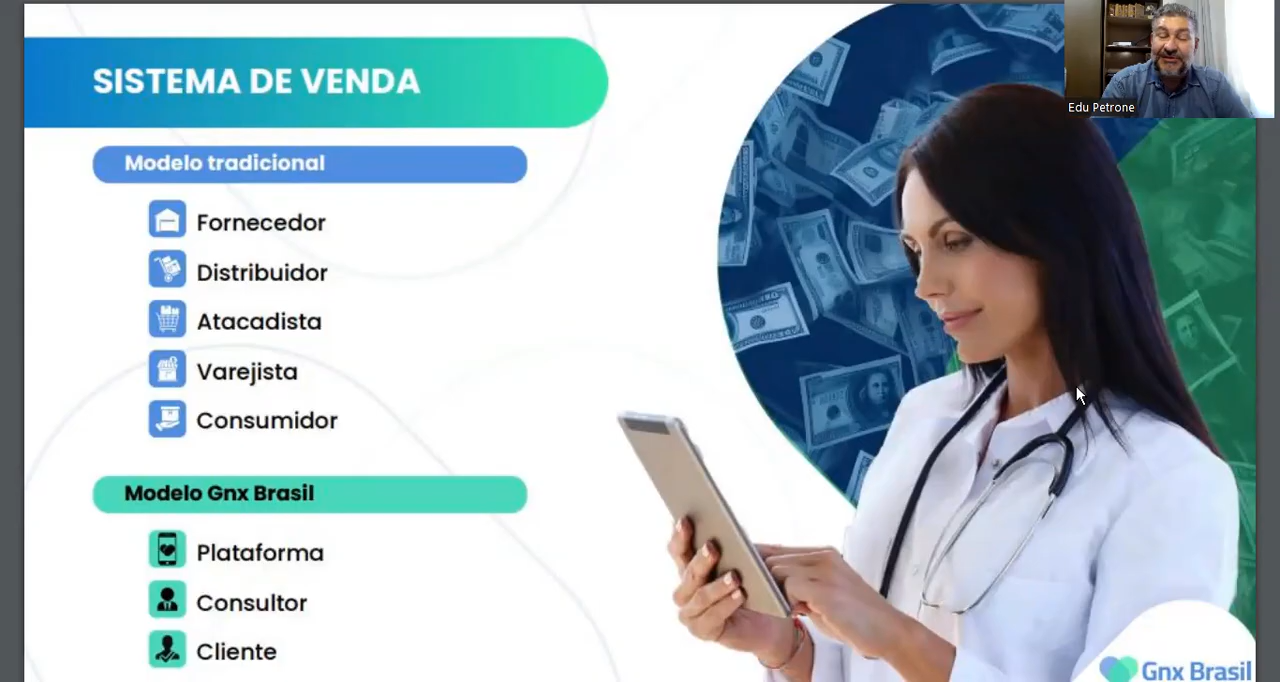 SISTEMA DE VENDA
Modelo tradicional
Fornecedor
Distribuidor
Atacadista
Varejista
Consumidor
Modelo Gnx Brasil
Plataforma
Consultor
Cliente
Edu Petrone
Gnx Brasil